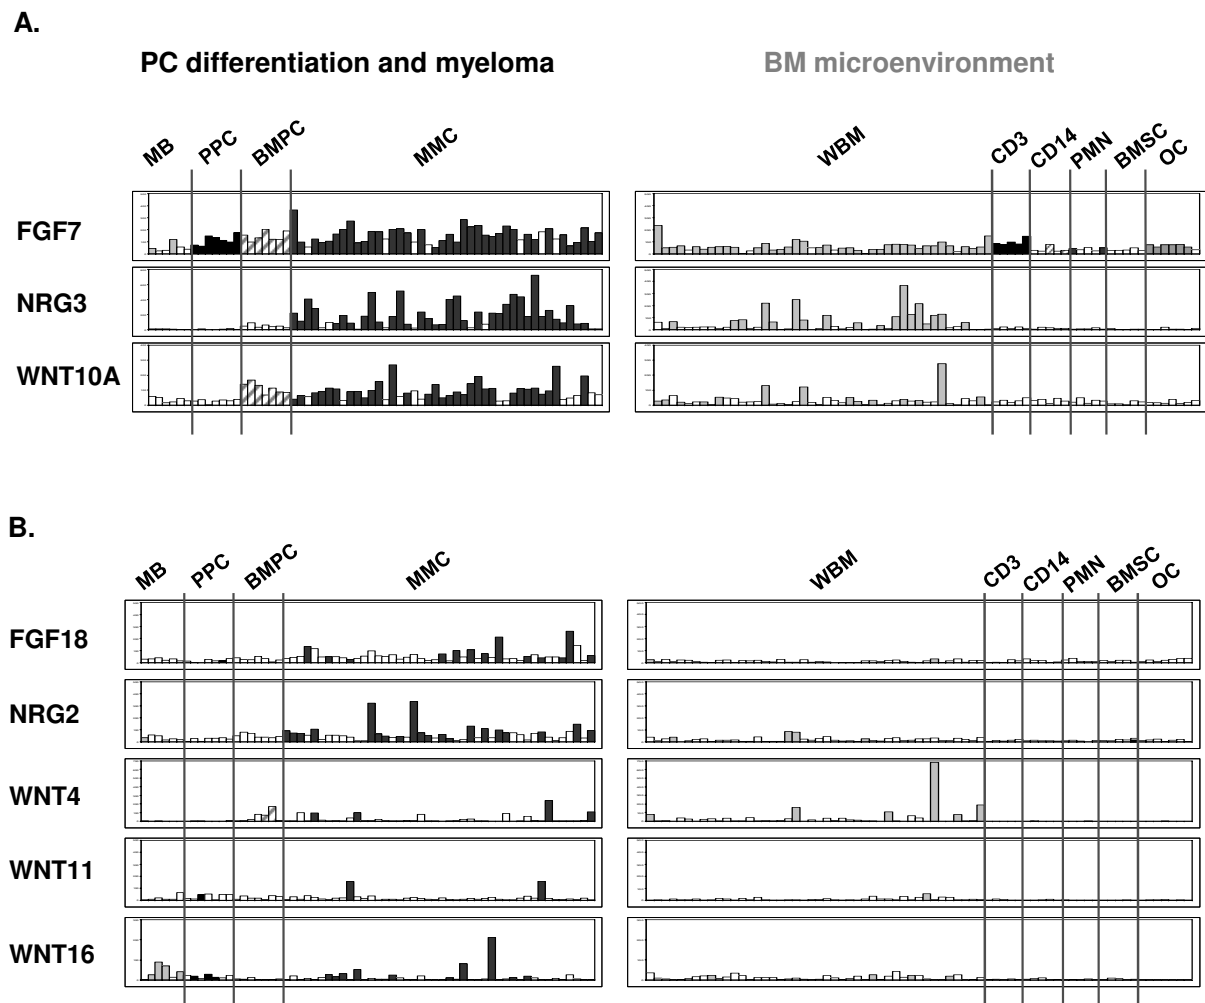 A.
PC differentiation and myeloma
BM microenvironment
MB PPC BMPC MMC WBM CD3 CD14 PMN BMSC OC
FGF7
NRG3
WNT10A
B.
MB PPC BMPC MMC WBM CD3 CD14 PMN BMSC OC
FGF18
NRG2
WNT4
WNT11
WNT16